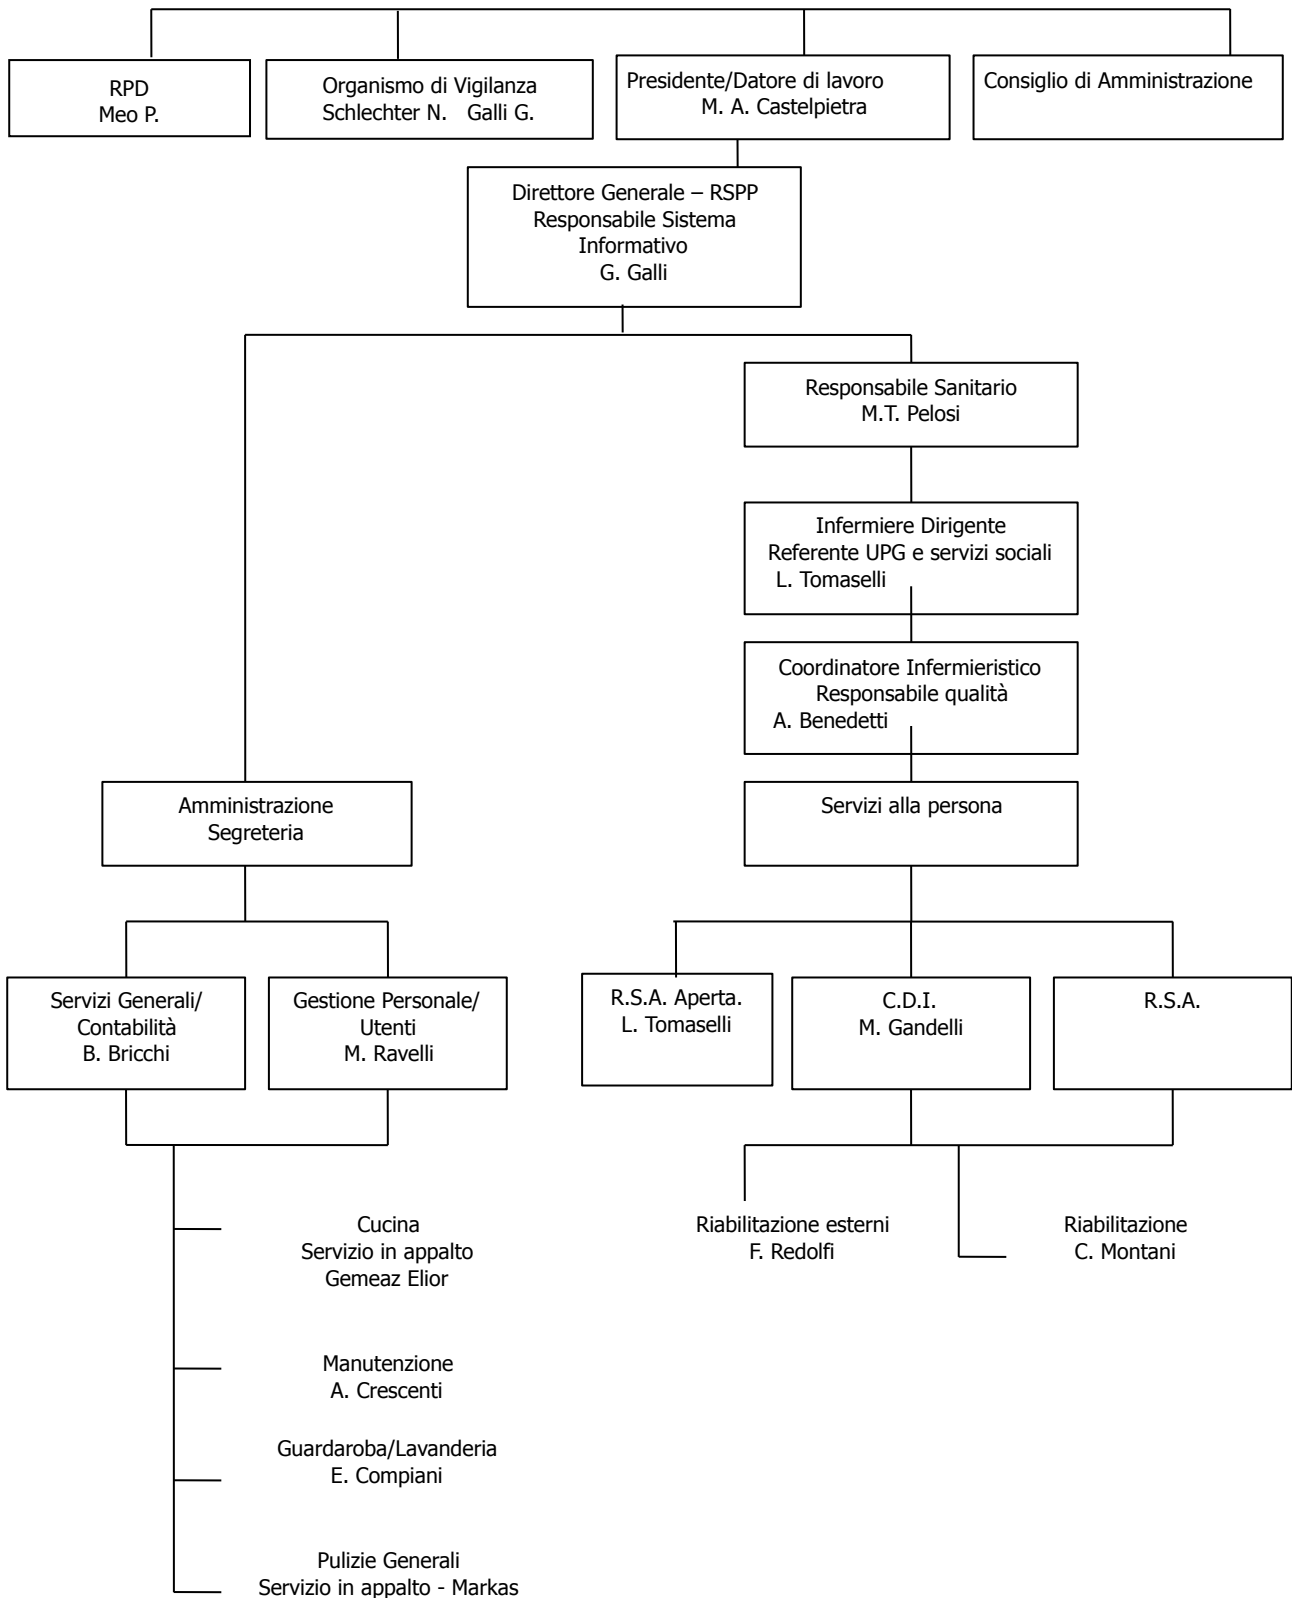 RPD
Meo P.
Organismo di Vigilanza
Schlechter N.   Galli G.
Presidente/Datore di lavoro
M. A. Castelpietra
Consiglio di Amministrazione
Direttore Generale – RSPP
Responsabile Sistema
Informativo
G. Galli
Responsabile Sanitario
M.T. Pelosi
Infermiere Dirigente
Referente UPG e servizi sociali
L. Tomaselli
Coordinatore Infermieristico
Responsabile qualità
A. Benedetti
Amministrazione
Segreteria
Servizi alla persona
Servizi Generali/
Contabilità
B. Bricchi
Gestione Personale/
Utenti
M. Ravelli
R.S.A. Aperta.
L. Tomaselli
C.D.I.
M. Gandelli
R.S.A.
Cucina
Servizio in appalto
Gemeaz Elior
Riabilitazione esterni
F. Redolfi
Riabilitazione
C. Montani
Manutenzione
A. Crescenti
Guardaroba/Lavanderia
E. Compiani
Pulizie Generali
Servizio in appalto - Markas